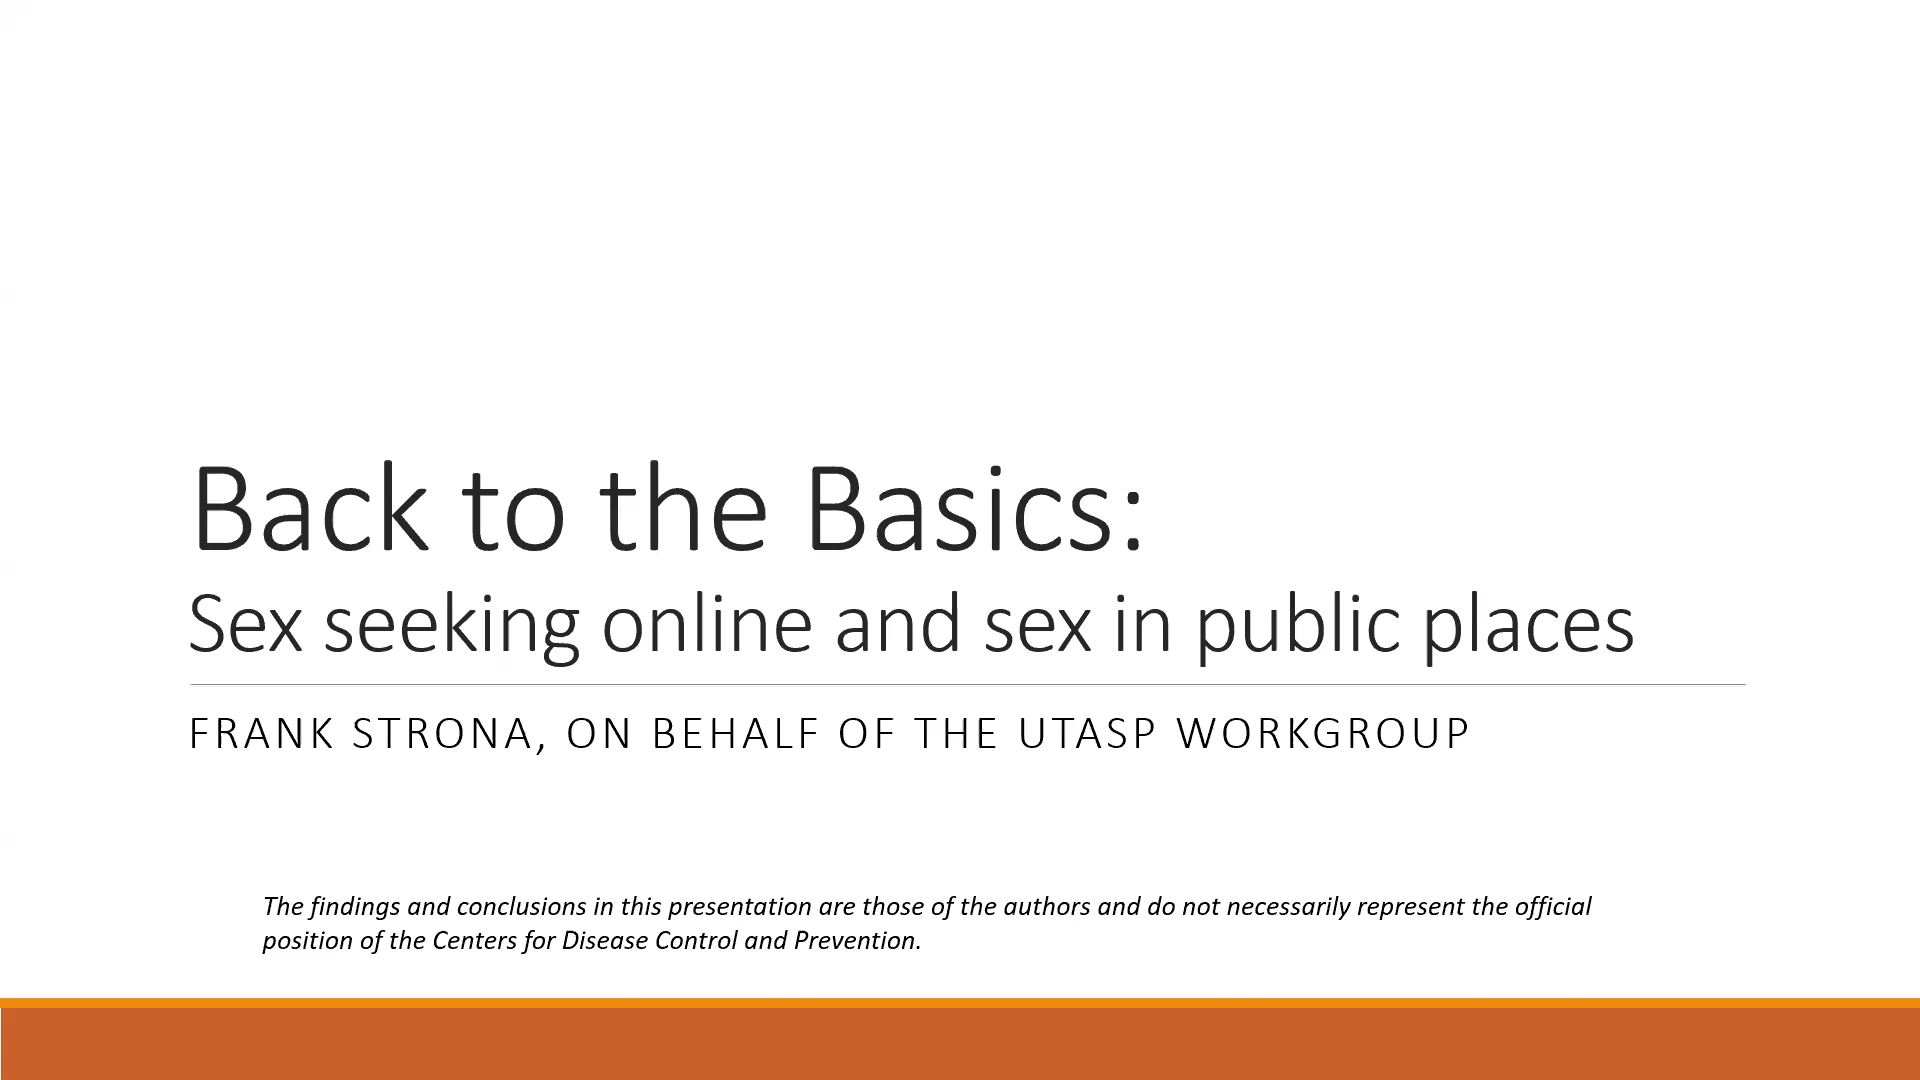 Back to the Basics:
Sex seeking online and sex in public places
FRANK STRONA, ON BEHALF OF THE UTASP WORKGROUP
The findings and conclusions in this presentation are those of the authors and do not necessarily represent the official
position of the Centers for Disease Control and Prevention.